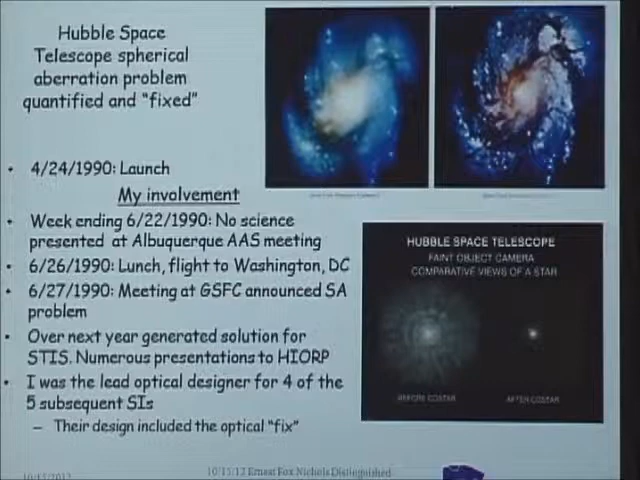 Hubble Space
Telescope spherical
aberration problem
quantified and "fixed"
• 4/24/1990: Launch
My involvement
• Week ending 6/22/1990: No science
presented at Albuquerque AAS meeting
• 6/26/1990: Lunch, flight to Washington, DC
• 6/27/1990: Meeting at GSFC announced SA
problem
• Over next year generated solution for
STIS. Numerous presentations to HIORP
• I was the lead optical designer for 4 of the
5 subsequent SIs
– Their design included the optical "fix"
HUBBLE SPACE TELESCOPE
FAINT OBJECT CAMERA
COMPARATIVE VIEWS OF A STAR
BEFORE COSTAR
AFTER COSTAR
10/15/12 Ernest Fox Nichols Distinguished